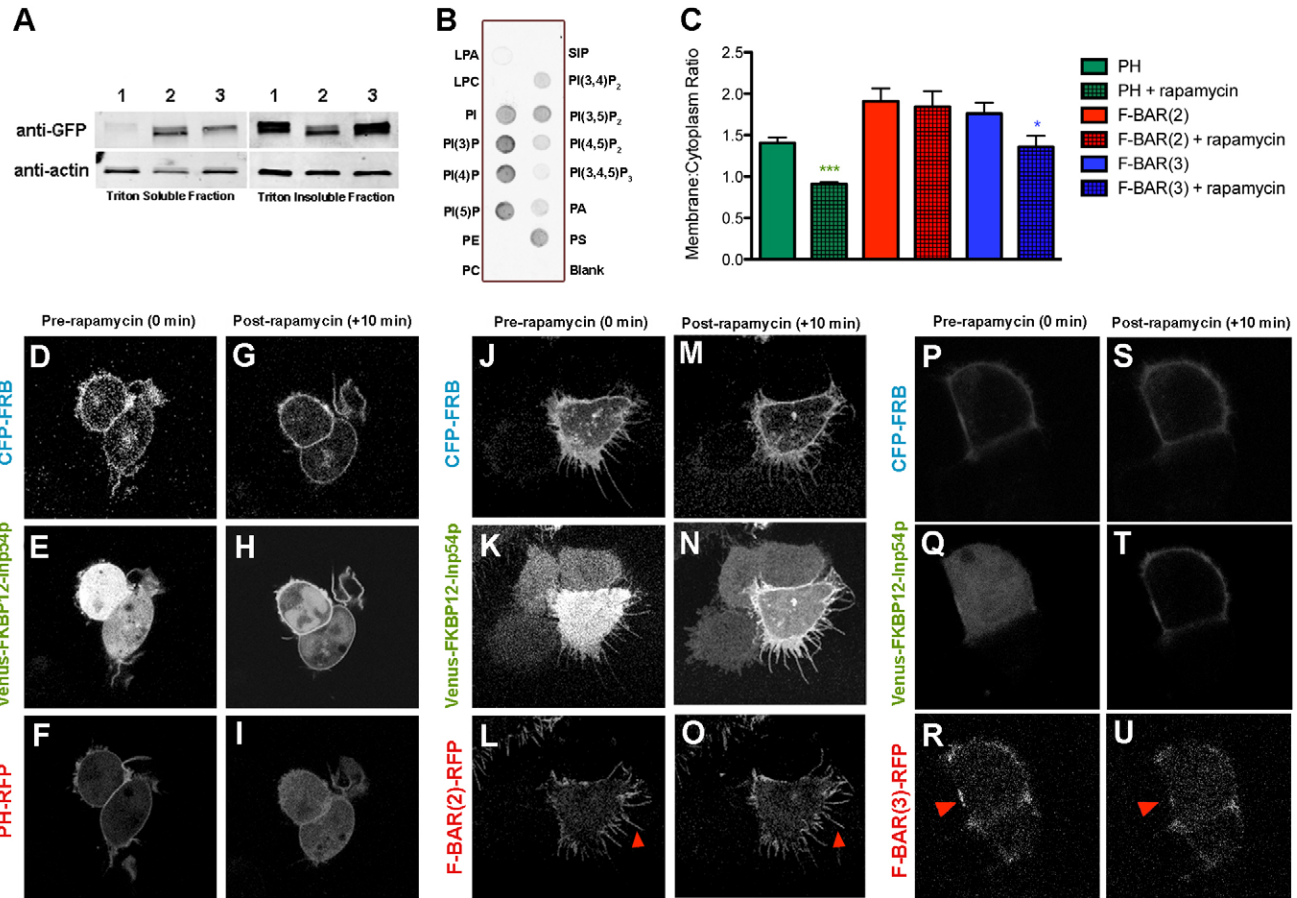 A
1 2 3 1 2 3
anti-GFP
anti-actin
Triton Soluble Fraction Triton Insoluble Fraction
B
LPA SIP
LPC PI(3,4)P2
PI PI(3,5)P2
PI(3)P PI(4,5)P2
PI(4)P PI(3,4,5)P3
PI(5)P PA
PE PS
PC Blank
C
Membrane:Cytoplasm Ratio
2.5
2.0
1.5
1.0
0.5
0.0
***
*
PH
PH + rapamycin
F-BAR(2)
F-BAR(2) + rapamycin
F-BAR(3)
F-BAR(3) + rapamycin
Pre-rapamycin (0 min) Post-rapamycin (+10 min)
CFP-FRB
D G
Venus-FKBP12-Inp54p
E H
PH-RFP
F I
Pre-rapamycin (0 min) Post-rapamycin (+10 min)
CFP-FRB
J M
Venus-FKBP12-Inp54p
K N
F-BAR(2)-RFP
L O
Pre-rapamycin (0 min) Post-rapamycin (+10 min)
CFP-FRB
P S
Venus-FKBP12-Inp54p
Q T
F-BAR(3)-RFP
R U